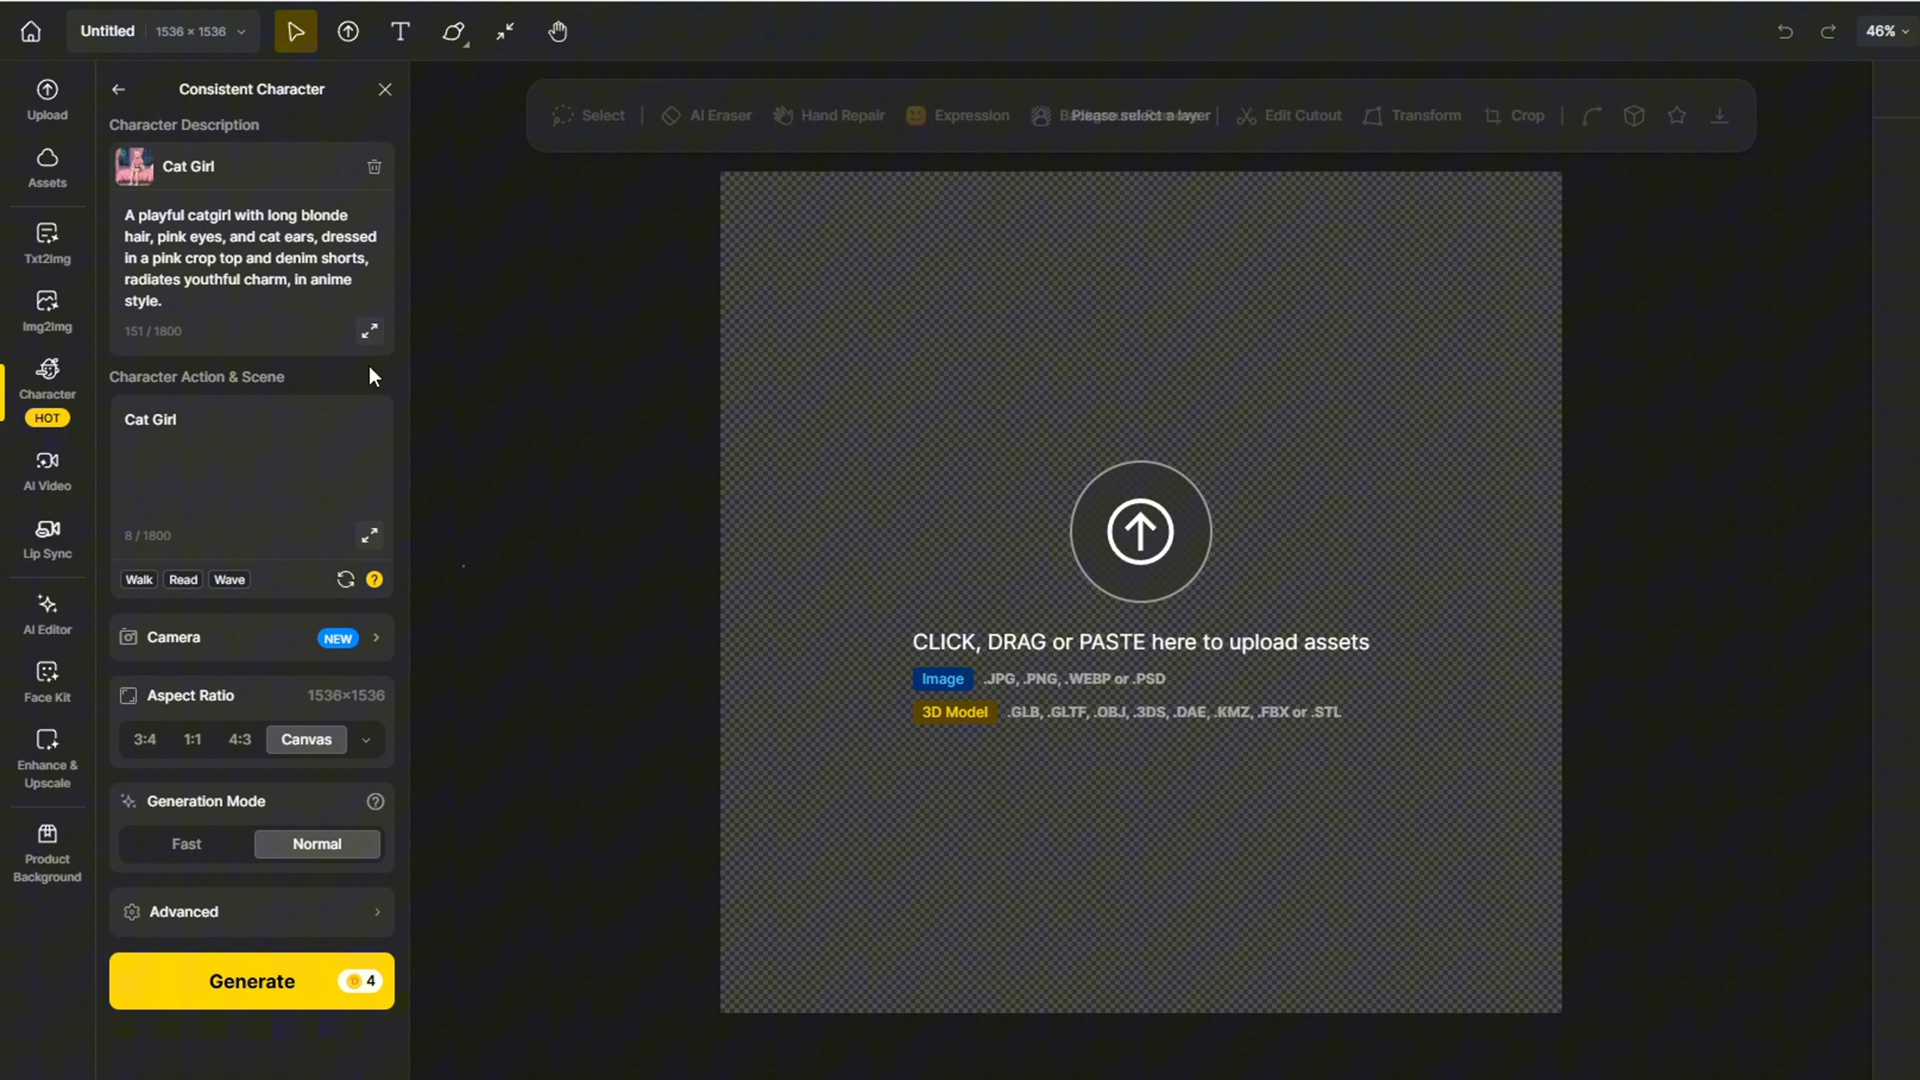 Untitled 1536 × 1536
46%
Upload
Assets
Txt2Img
Img2Img
Character
HOT
AI Video
Lip Sync
AI Editor
Face Kit
Enhance &
Upscale
Product
Background
Consistent Character
Character Description
Cat Girl
A playful catgirl with long blonde
hair, pink eyes, and cat ears, dressed
in a pink crop top and denim shorts,
radiates youthful charm, in anime
style.
151 / 1800
Character Action & Scene
Cat Girl
8 / 1800
Walk Read Wave ?
Camera NEW
Aspect Ratio 1536×1536
3:4 1:1 4:3 Canvas
Generation Mode ?
Fast Normal
Advanced
Generate D 4
Select AI Eraser Hand Repair Expression Please select a layer Edit Cutout Transform Crop
CLICK, DRAG or PASTE here to upload assets
Image .JPG, .PNG, .WEBP or .PSD
3D Model .GLB, .GLTF, .OBJ, .3DS, .DAE, .KMZ, .FBX or .STL